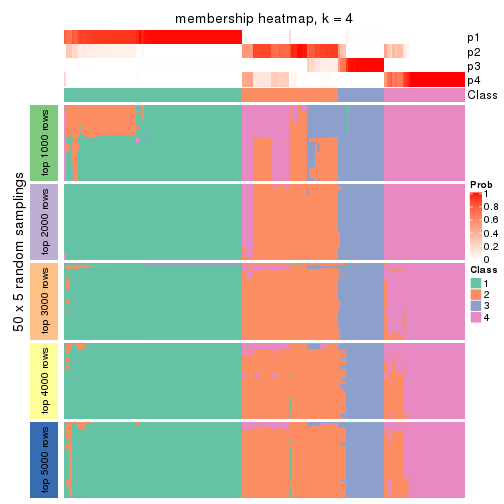 membership heatmap, k = 4
p1
p2
p3
p4
Class
50 x 5 random samplings
top 1000 rows
top 2000 rows
top 3000 rows
top 4000 rows
top 5000 rows
Prob
1
0.8
0.6
0.4
0.2
0
Class
1
2
3
4